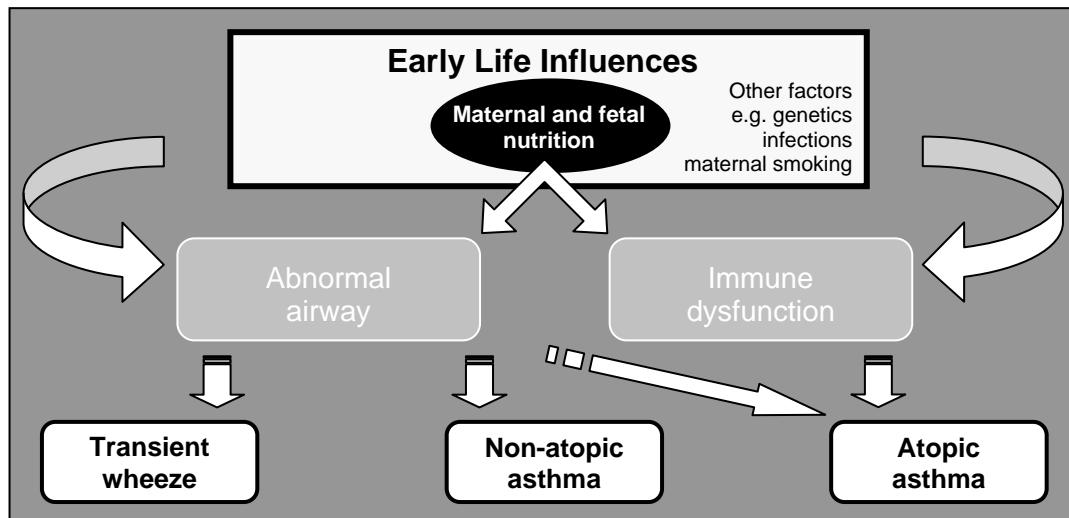 Early Life Influences
Maternal and fetal
nutrition
Other factors
e.g. genetics
infections
maternal smoking
Abnormal
airway
Immune
dysfunction
Transient
wheeze
Non-atopic
asthma
Atopic
asthma